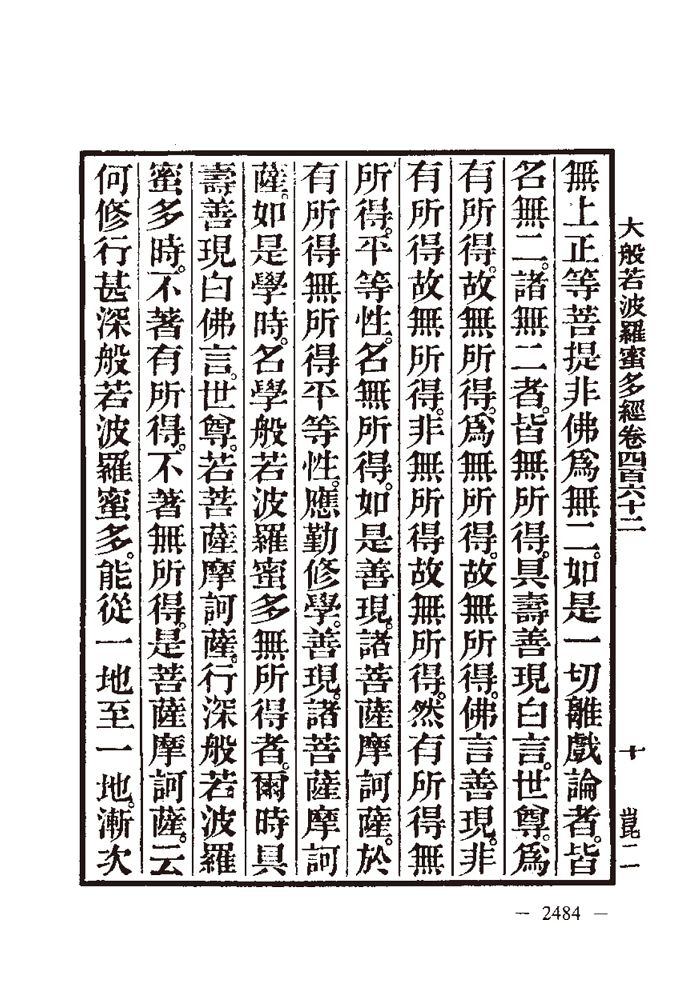 大般若波羅蜜多經卷四百六十二
十
崑二一
無上正等菩提非佛爲無二。如是一切離戲論者。皆
名無二。諸無二者。皆無所得。具壽善現白言。世尊。爲
有所得。故無所得。爲無所得。故無所得。佛言善現。非
有所得故無所得。非無所得故無所得。然有所得無
所得。平等性。名無所得。如是善現。諸菩薩摩訶薩。於
有所得無所得平等性。應勤修學。善現。諸菩薩摩訶
薩。如是學時。名學般若波羅蜜多無所得者。爾時具
壽善現白佛言。世尊。若菩薩摩訶薩。行深般若波羅
蜜多時。不著有所得。不著無所得。是菩薩摩訶薩。云
何修行甚深般若波羅蜜多。能從一地至一地。漸次
— 2484 —